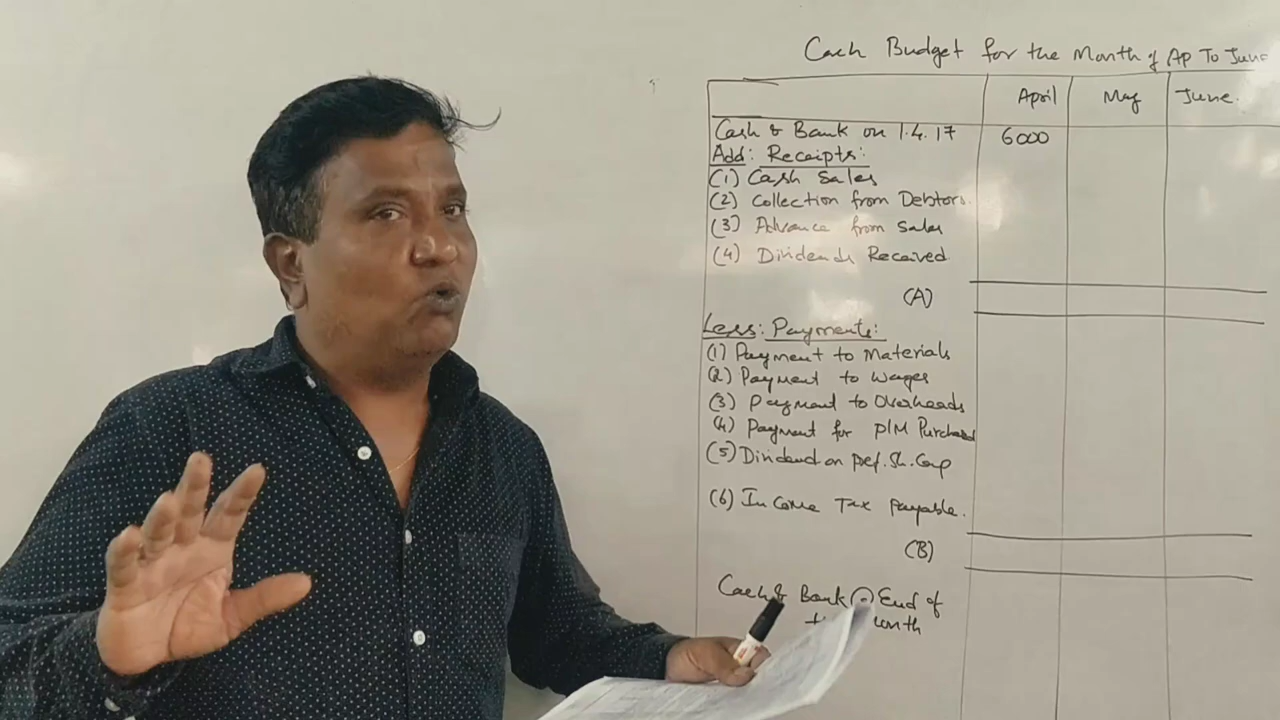 Cash Budget for the Month of Ap To June
April May June.
Cash & Bank on 1.4.17 6000
Add: Receipts:
(1) Cash Sales
(2) Collection from Debtors.
(3) Advance from Sales
(4) Dividends Received
(A)
Less: Payments:
(1) Payment to Materials
(2) Payment to Wages
(3) Payment to Overheads
(4) Payment for P/M Purchased
(5) Dividend on Pref. Sh. Cap
(6) Income Tax Payable.
(B)
Cash & Bank End of